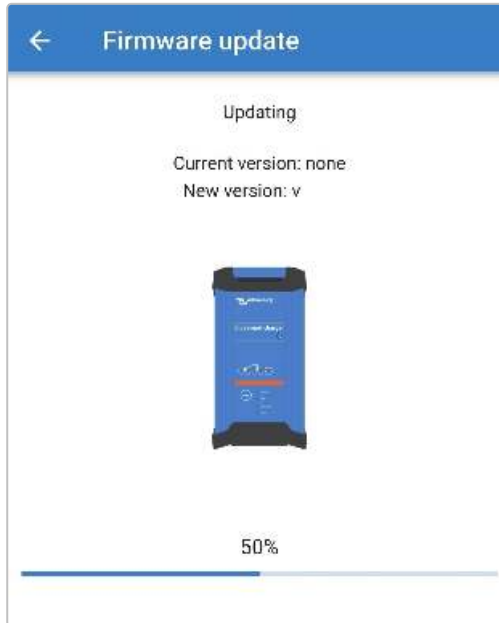 Firmware update
Updating
Current version: none
New version: v
50%